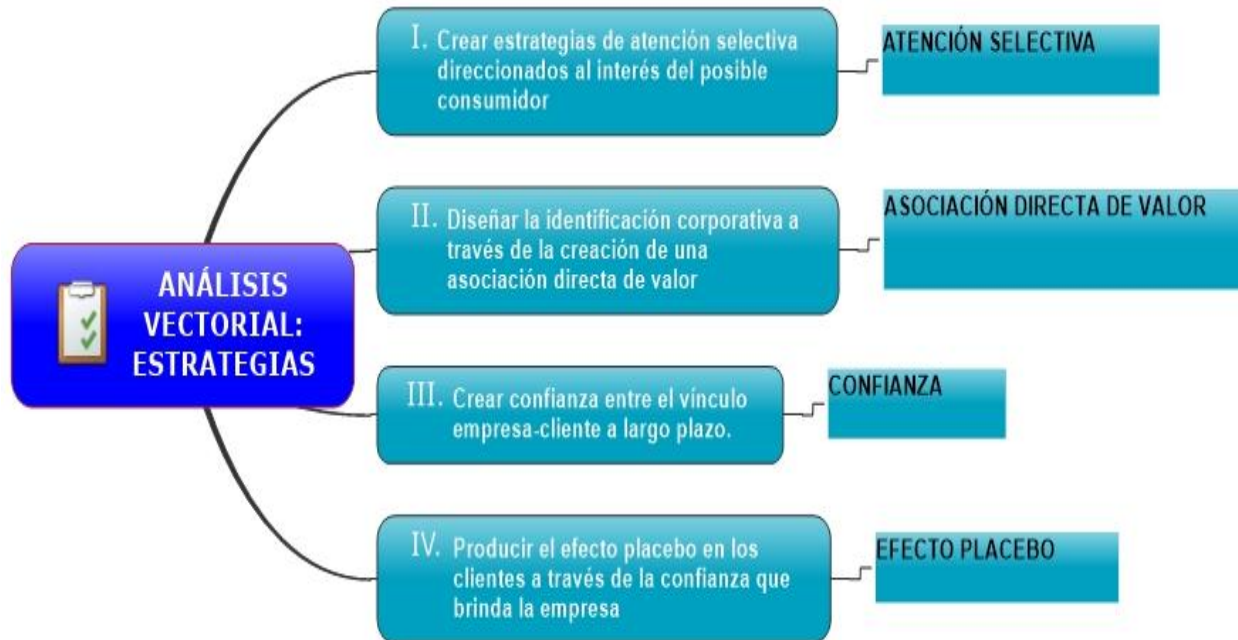 ANÁLISIS
VECTORIAL:
ESTRATEGIAS
I. Crear estrategias de atención selectiva
direccionados al interés del posible
consumidor
ATENCIÓN SELECTIVA
II. Diseñar la identificación corporativa a
través de la creación de una
asociación directa de valor
ASOCIACIÓN DIRECTA DE VALOR
III. Crear confianza entre el vínculo
empresa-cliente a largo plazo.
CONFIANZA
IV. Producir el efecto placebo en los
clientes a través de la confianza que
brinda la empresa
EFECTO PLACEBO